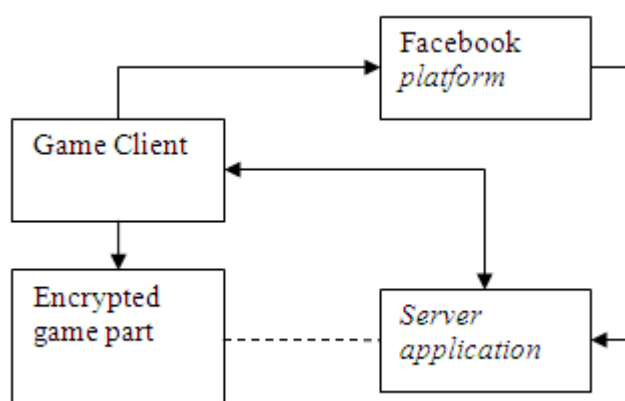 Facebook
platform
Game Client
Encrypted
game part
Server
application